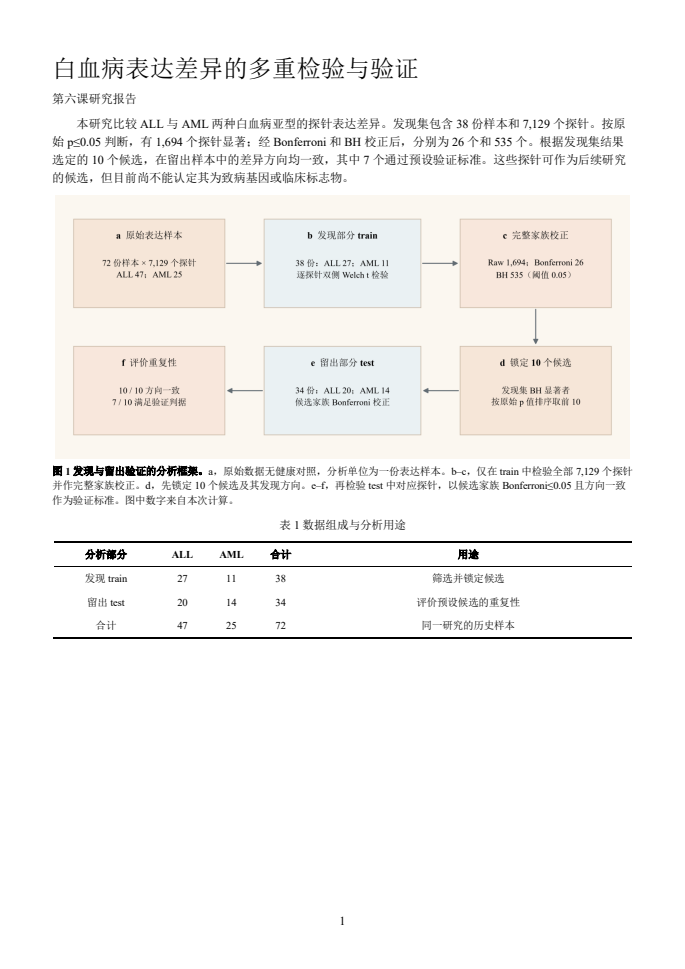 白血病表达差异的多重检验与验证
第六课研究报告
本研究比较 ALL 与 AML 两种白血病亚型的探针表达差异。发现集包含 38 份样本和 7,129 个探针。按原
始 p≤0.05 判断，有 1,694 个探针显著；经 Bonferroni 和 BH 校正后，分别为 26 个和 535 个。根据发现集结果
选定的 10 个候选，在留出样本中的差异方向均一致，其中 7 个通过预设验证标准。这些探针可作为后续研究
的候选，但目前尚不能认定其为致病基因或临床标志物。
a 原始表达样本
72 份样本 × 7,129 个探针
ALL 47；AML 25
b 发现部分 train
38 份：ALL 27；AML 11
逐探针双侧 Welch t 检验
c 完整家族校正
Raw 1,694；Bonferroni 26
BH 535（阈值 0.05）
f 评价重复性
10 / 10 方向一致
7 / 10 满足验证判据
e 留出部分 test
34 份：ALL 20；AML 14
候选家族 Bonferroni 校正
d 锁定 10 个候选
发现集 BH 显著者
按原始 p 值排序取前 10
图 1 发现与留出验证的分析框架。a，原始数据无健康对照，分析单位为一份表达样本。b–c，仅在 train 中检验全部 7,129 个探针
并作完整家族校正。d，先锁定 10 个候选及其发现方向。e–f，再检验 test 中对应探针，以候选家族 Bonferroni≤0.05 且方向一致
作为验证标准。图中数字来自本次计算。
表 1 数据组成与分析用途
分析部分 ALL AML 合计 用途
发现 train 27 11 38 筛选并锁定候选
留出 test 20 14 34 评价预设候选的重复性
合计 47 25 72 同一研究的历史样本
1